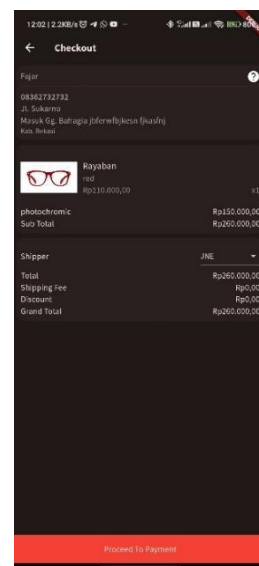 12:02 | 2.2KB/s
Checkout
Fajar
08362732732
Jl. Sukarno
Masuk Gg. Bahagia jbferwfbjkesn fjkasfnj
Kab. Bekasi
Rayaban
red
Rp110.000,00
x1
photochromic Rp150.000,00
Sub Total Rp260.000,00
Shipper JNE
Total Rp260.000,00
Shipping Fee Rp0,00
Discount Rp0,00
Grand Total Rp260.000,00
Proceed To Payment